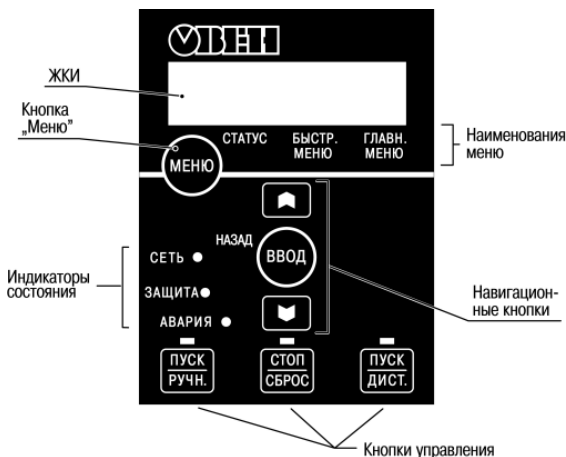 ОВЕН
ЖКИ
Кнопка
„Меню”
СТАТУС
БЫСТР.
МЕНЮ
ГЛАВН.
МЕНЮ
Наименования
меню
МЕНЮ
НАЗАД
ВВОД
СЕТЬ
ЗАЩИТА
АВАРИЯ
Индикаторы
состояния
Навигацион-
ные кнопки
ПУСК
РУЧН.
СТОП
СБРОС
ПУСК
ДИСТ.
Кнопки управления